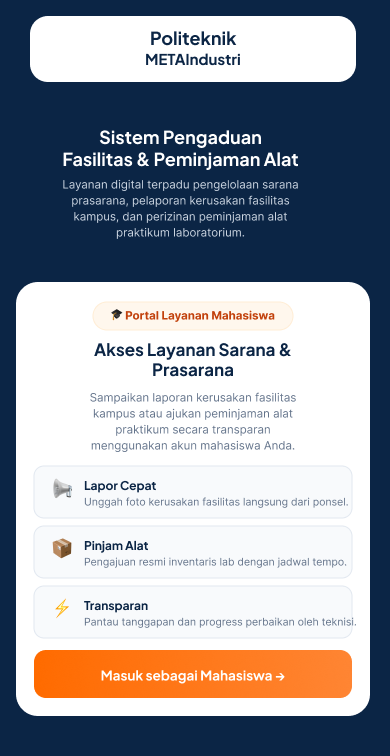 Politeknik
METAIndustri
Sistem Pengaduan
Fasilitas & Peminjaman Alat
Layanan digital terpadu pengelolaan sarana
prasarana, pelaporan kerusakan fasilitas
kampus, dan perizinan peminjaman alat
praktikum laboratorium.
🎓 Portal Layanan Mahasiswa
Akses Layanan Sarana &
Prasarana
Sampaikan laporan kerusakan fasilitas
kampus atau ajukan peminjaman alat
praktikum secara transparan
menggunakan akun mahasiswa Anda.
Lapor Cepat
Unggah foto kerusakan fasilitas langsung dari ponsel.
Pinjam Alat
Pengajuan resmi inventaris lab dengan jadwal tempo.
Transparan
Pantau tanggapan dan progress perbaikan oleh teknisi.
Masuk sebagai Mahasiswa →